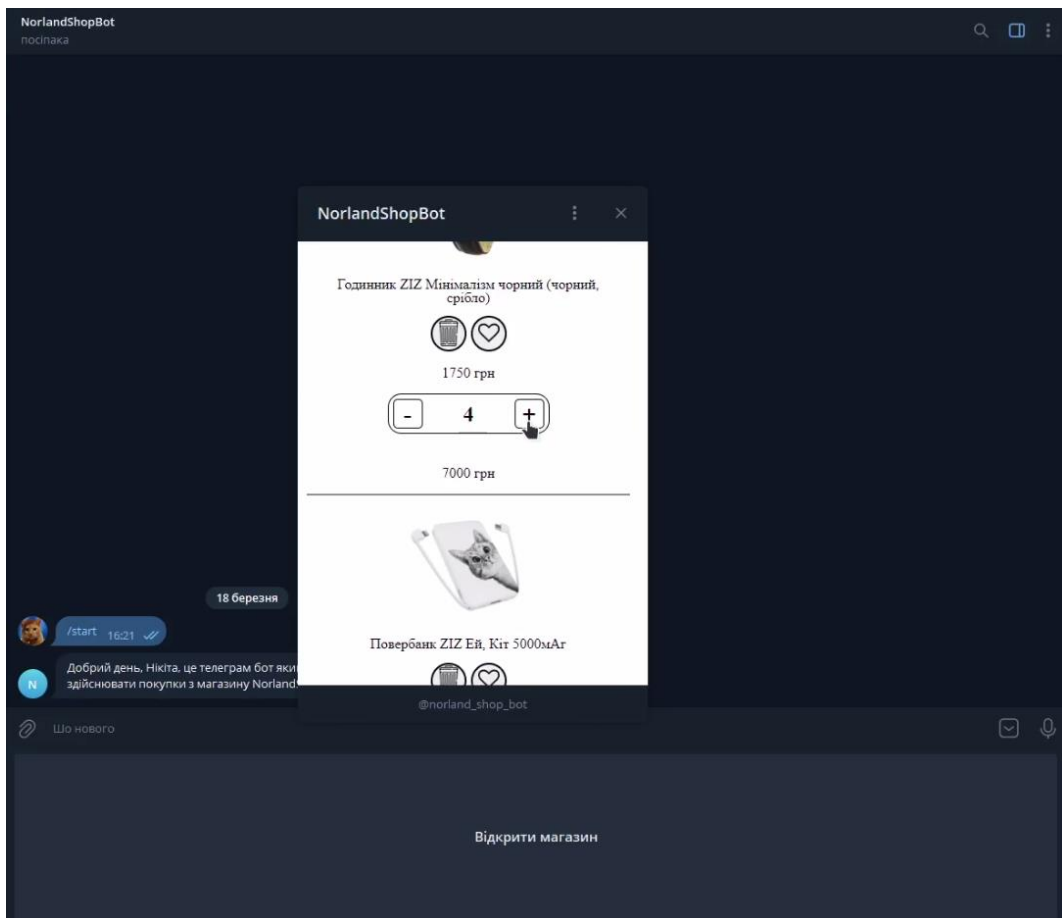 NorlandShopBot
посіпака
NorlandShopBot
Годинник ZIZ Мінімалізм чорний (чорний,
срібло)
1750 грн
-
4
+
7000 грн
Повербанк ZIZ Ей, Кіт 5000мАг
@norland_shop_bot
18 березня
/start 16:21
N
Добрий день, Нікіта, це телеграм бот яки
здійснювати покупки з магазину Norland
Шо нового
Відкрити магазин